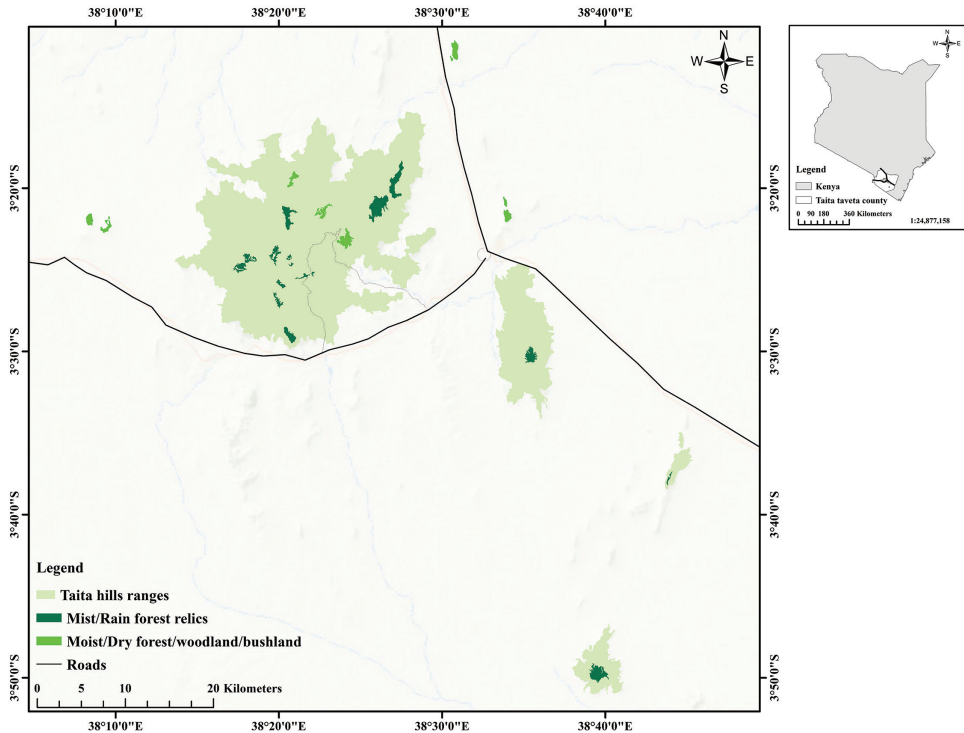 38°10'0"E 38°20'0"E 38°30'0"E 38°40'0"E
N
W E
S
3°20'0"S
3°30'0"S
3°40'0"S
3°50'0"S
3°20'0"S
3°30'0"S
3°40'0"S
3°50'0"S
Legend
Taita hills ranges
Mist/Rain forest relics
Moist/Dry forest/woodland/bushland
Roads
0 5 10 20 Kilometers
38°10'0"E 38°20'0"E 38°30'0"E 38°40'0"E
N
W E
S
Legend
Kenya
Taita taveta county
0 90 180 360 Kilometers
1:24,877,158